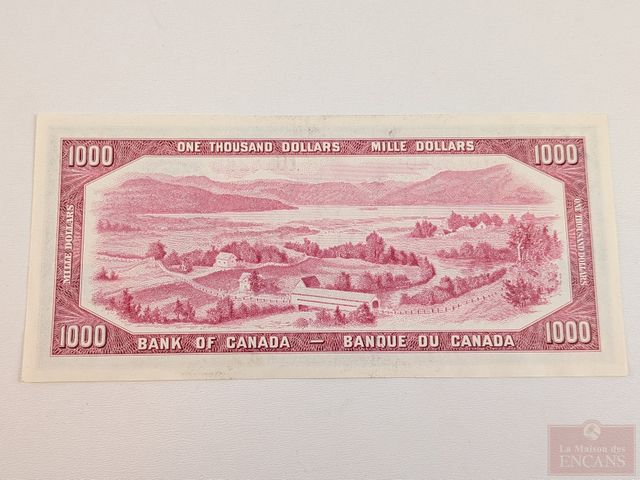 1000 ONE THOUSAND DOLLARS MILLE DOLLARS 1000
MILLE DOLLARS
ONE THOUSAND DOLLARS
1000 BANK OF CANADA — BANQUE DU CANADA 1000
La Maison des
ENCANS